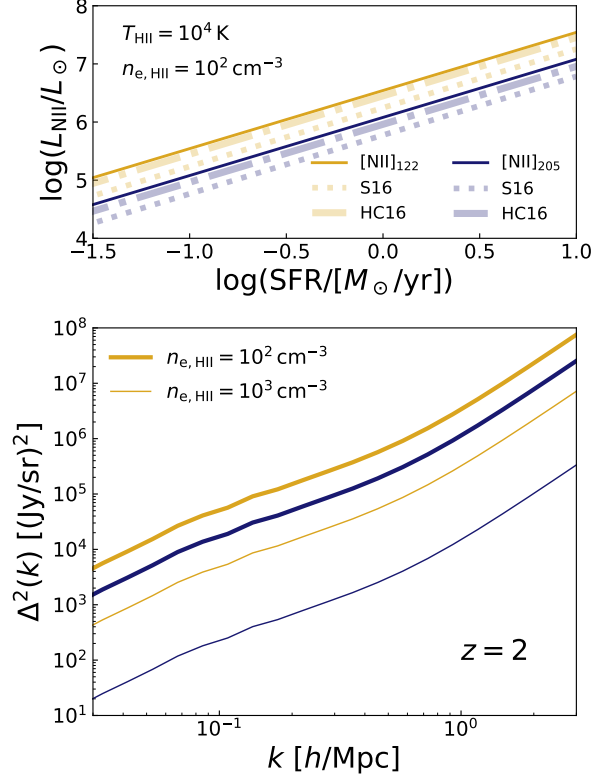 8
7
6
5
4
log(L_NII/L_⊙)
T_HII = 10^4 K
n_e, HII = 10^2 cm^−3
[NII]_122
S16
HC16
[NII]_205
S16
HC16
−1.5 −1.0 −0.5 0.0 0.5 1.0
log(SFR/[M_⊙/yr])
10^8
10^7
10^6
10^5
10^4
10^3
10^2
10^1
Δ^2(k) [(Jy/sr)^2]
n_e, HII = 10^2 cm^−3
n_e, HII = 10^3 cm^−3
z = 2
10^−1 10^0
k [h/Mpc]